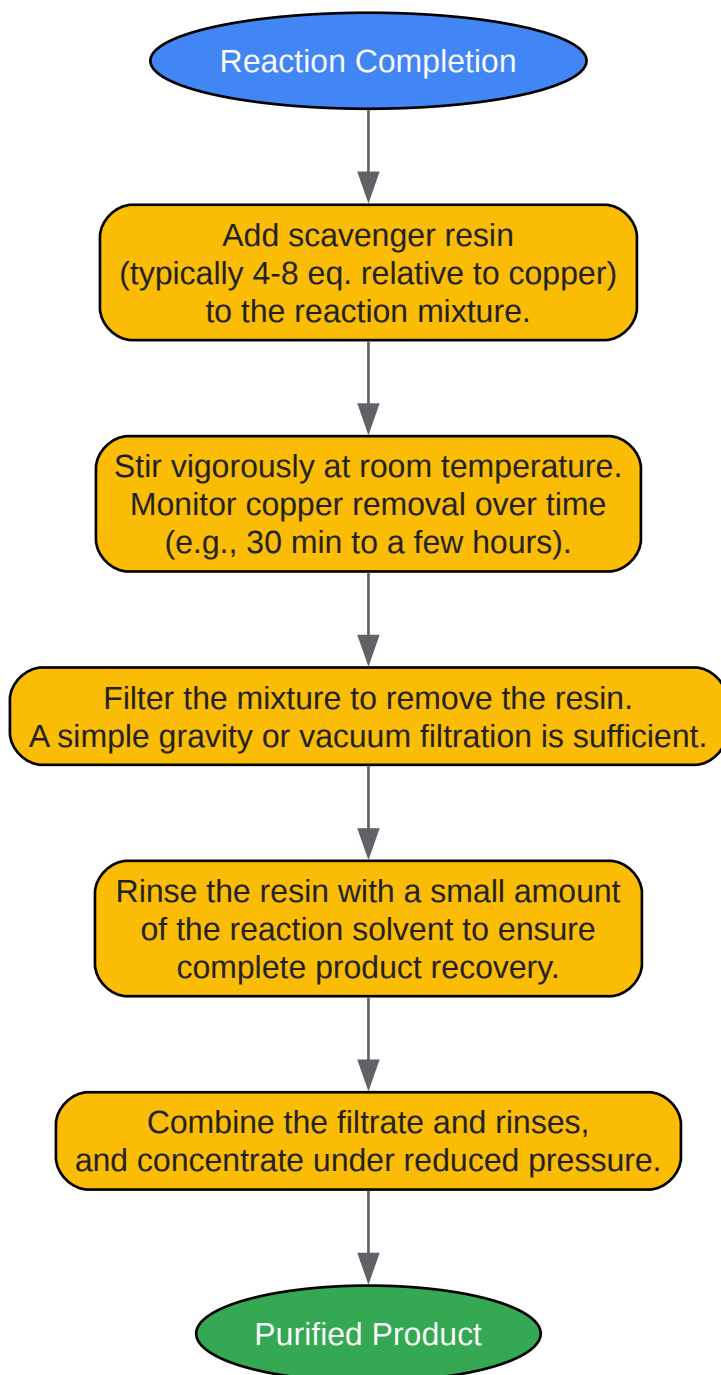 Reaction Completion
Add scavenger resin
(typically 4-8 eq. relative to copper)
to the reaction mixture.
Stir vigorously at room temperature.
Monitor copper removal over time
(e.g., 30 min to a few hours).
Filter the mixture to remove the resin.
A simple gravity or vacuum filtration is sufficient.
Rinse the resin with a small amount
of the reaction solvent to ensure
complete product recovery.
Combine the filtrate and rinses,
and concentrate under reduced pressure.
Purified Product